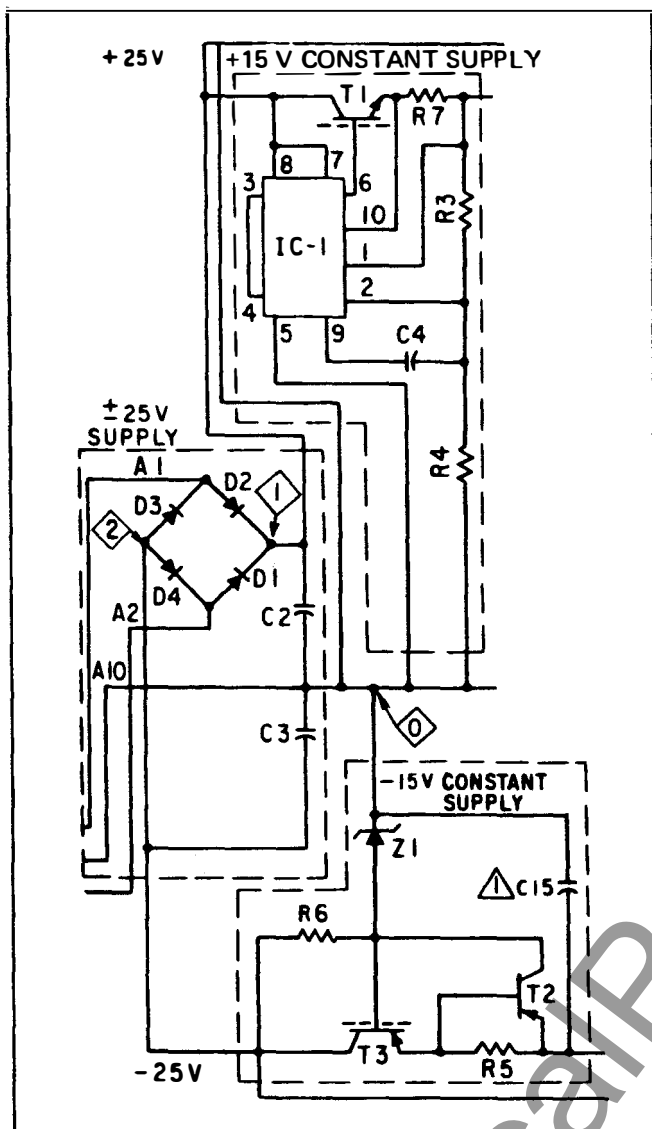 +25V
+15 V CONSTANT SUPPLY
T1
R7
8
7
3
6
10
R3
IC-1
1
2
4
5
9
C4
±25V
SUPPLY
R4
A1
D2
1
D3
2
D4
D1
A2
C2
A10
0
C3
-15V CONSTANT
SUPPLY
Z1
1
C15
R6
T2
T3
R5
-25V